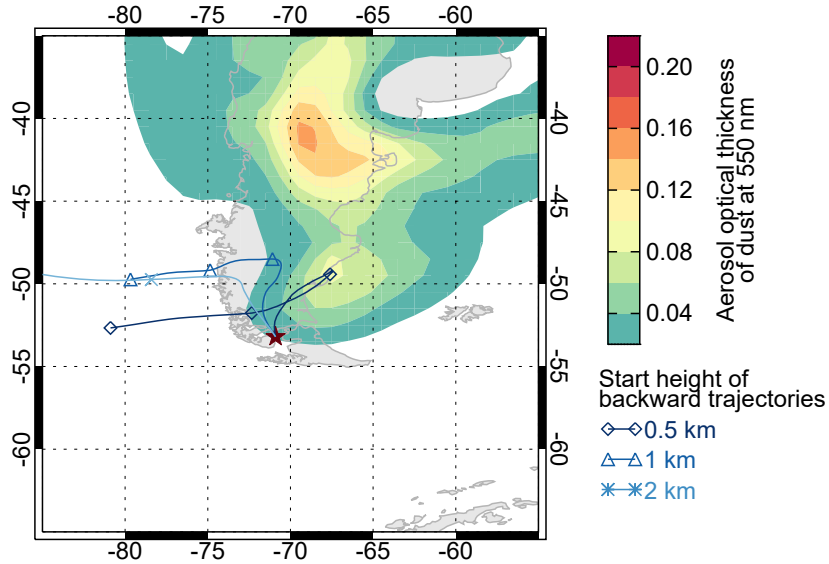 -80 -75 -70 -65 -60
-40 -40
-45 -45
-50 -50
-55 -55
-60 -60
-80 -75 -70 -65 -60
0.20
0.16
0.12
0.08
0.04
Aerosol optical thickness
of dust at 550 nm
Start height of
backward trajectories
0.5 km
1 km
2 km